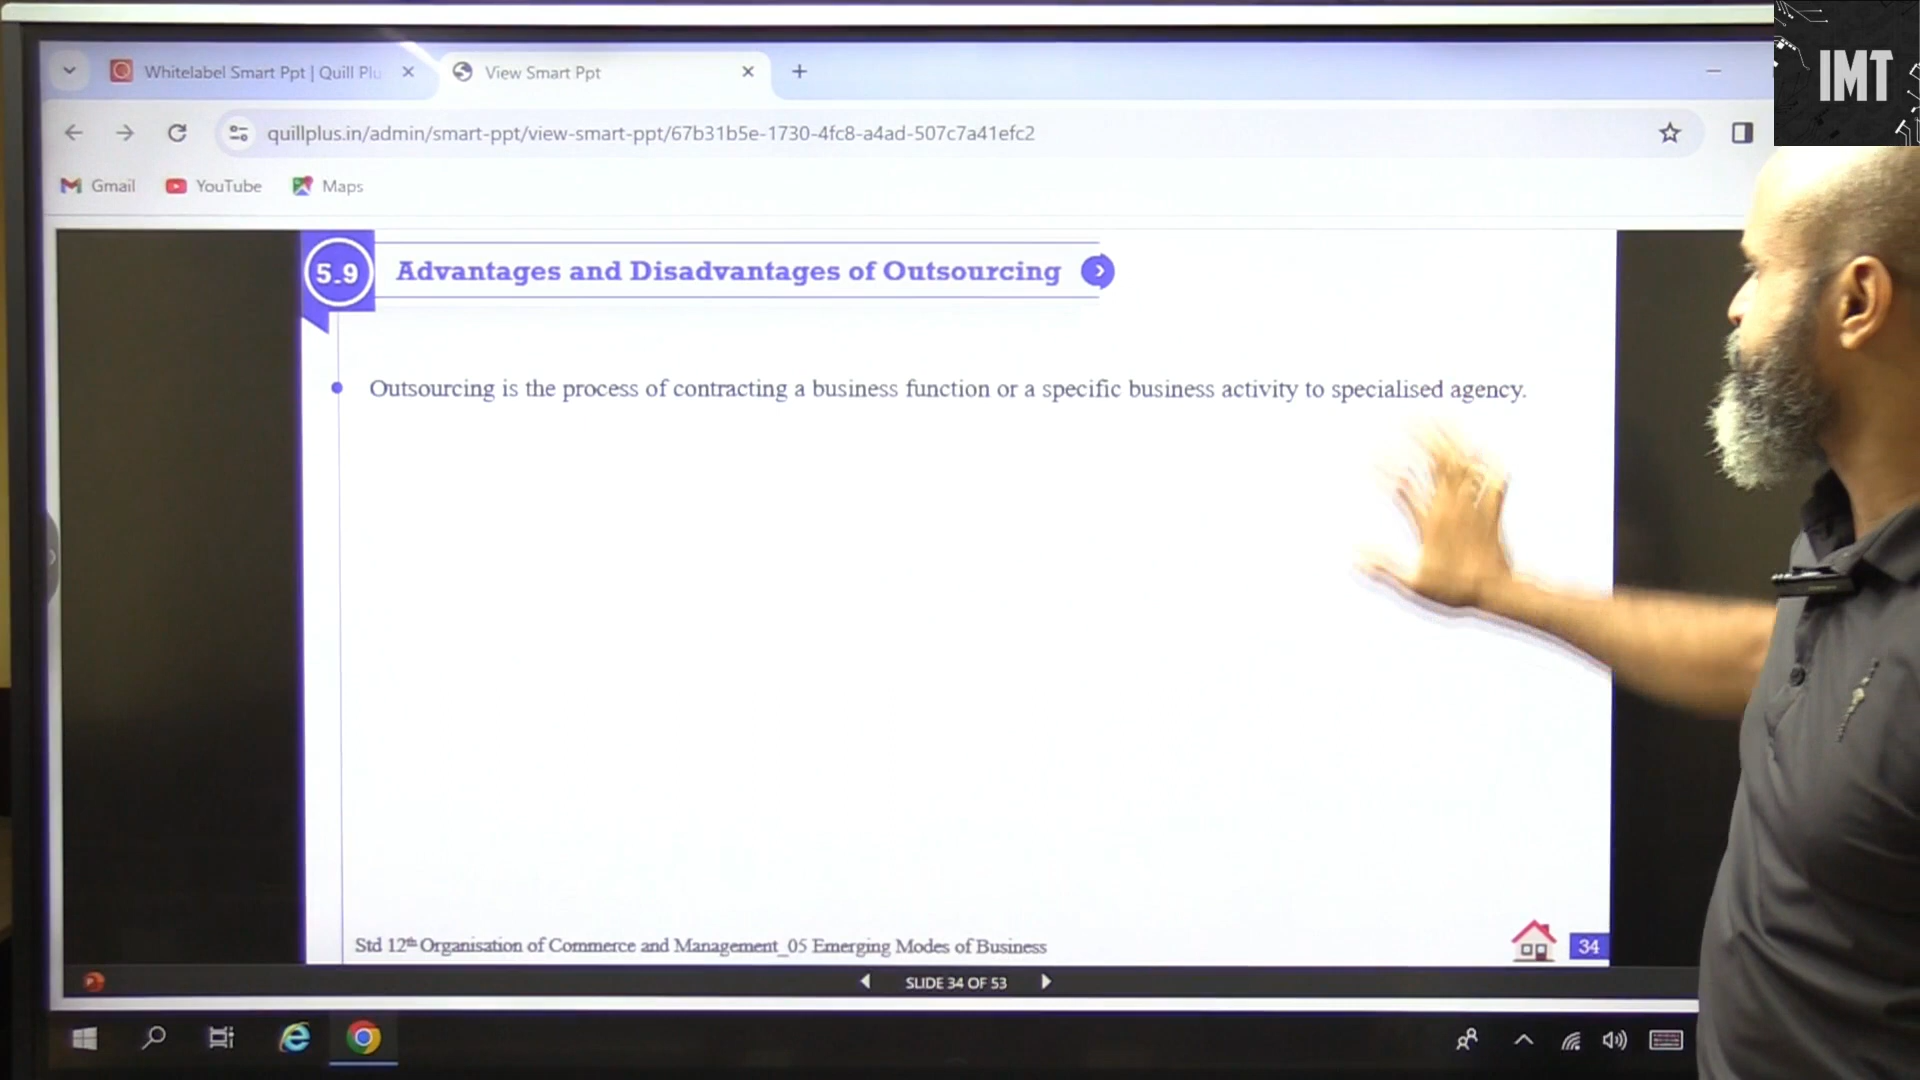 IMT
Whitelabel Smart Ppt | Quill Plu
View Smart Ppt
quillplus.in/admin/smart-ppt/view-smart-ppt/67b31b5e-1730-4fc8-a4ad-507c7a41efc2
Gmail
YouTube
Maps
5.9
Advantages and Disadvantages of Outsourcing
Outsourcing is the process of contracting a business function or a specific business activity to specialised agency.
Std 12th Organisation of Commerce and Management_05 Emerging Modes of Business
34
SLIDE 34 OF 53